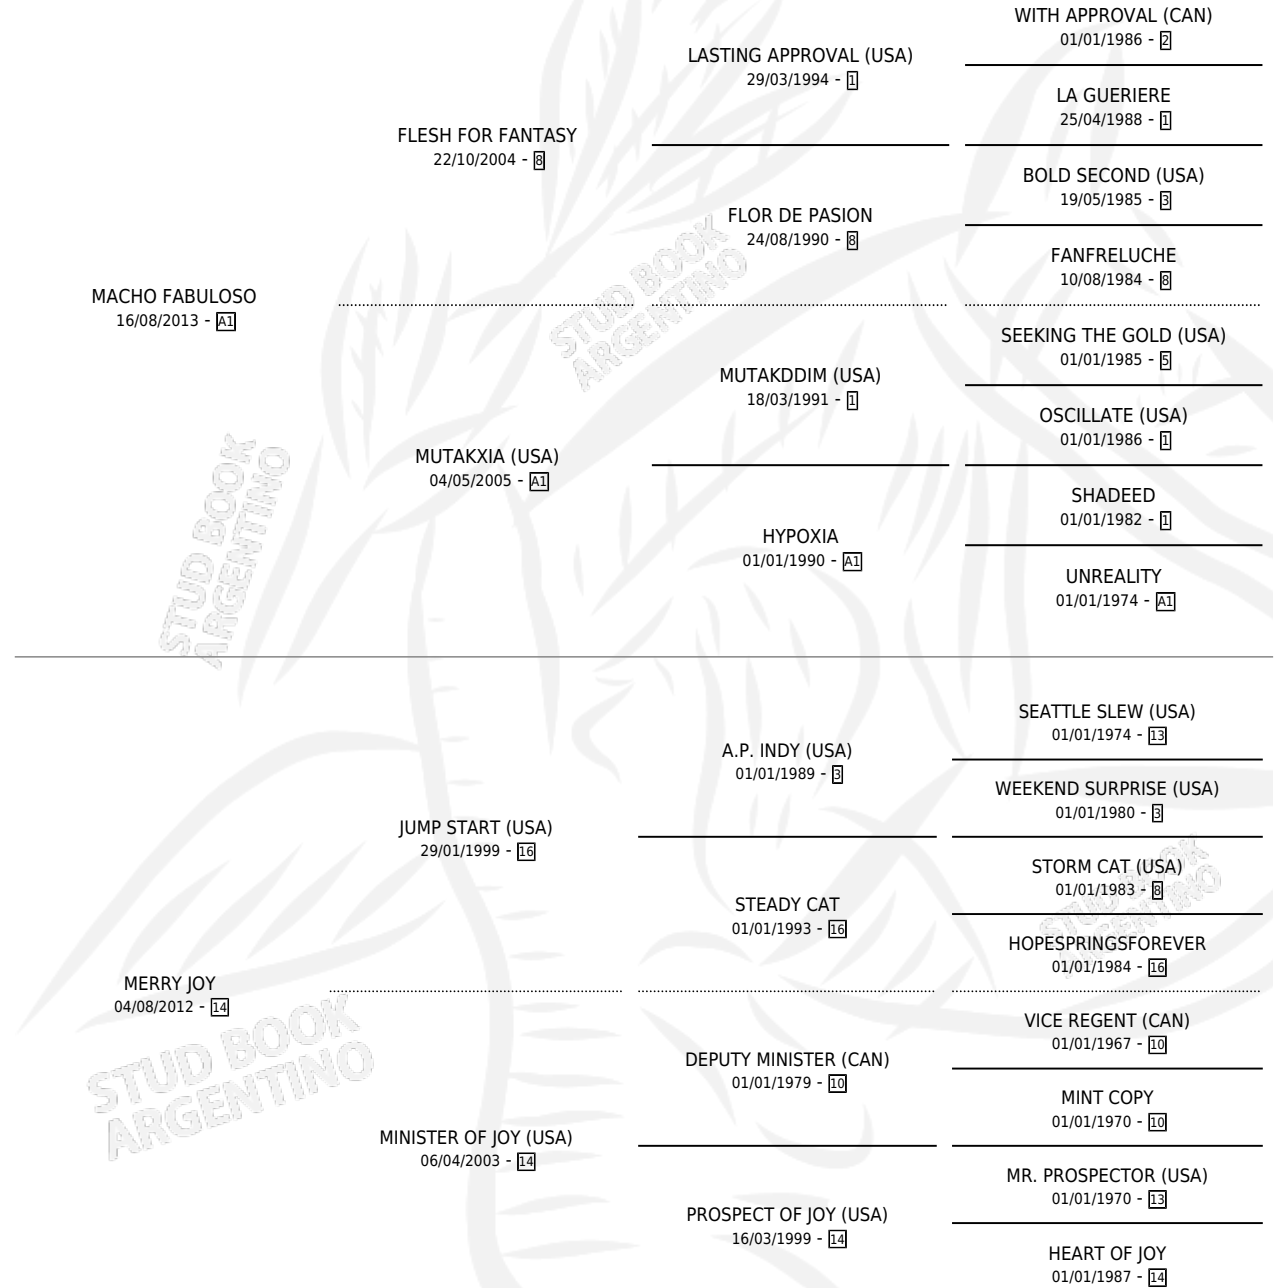 WITH APPROVAL (CAN)
01/01/1986 - 2
LASTING APPROVAL (USA)
29/03/1994 - 1
LA GUERIERE
25/04/1988 - 1
FLESH FOR FANTASY
22/10/2004 - 8
BOLD SECOND (USA)
19/05/1985 - 3
FLOR DE PASION
24/08/1990 - 8
FANFRELUCHE
10/08/1984 - 8
MACHO FABULOSO
16/08/2013 - A1
SEEKING THE GOLD (USA)
01/01/1985 - 5
MUTAKDDIM (USA)
18/03/1991 - 1
OSCILLATE (USA)
01/01/1986 - 1
MUTAKXIA (USA)
04/05/2005 - A1
SHADEED
01/01/1982 - 1
HYPOXIA
01/01/1990 - A1
UNREALITY
01/01/1974 - A1
STUD BOOK
ARGENTINO
STUD BOOK
ARGENTINO
SEATTLE SLEW (USA)
01/01/1974 - 13
A.P. INDY (USA)
01/01/1989 - 3
WEEKEND SURPRISE (USA)
01/01/1980 - 3
JUMP START (USA)
29/01/1999 - 16
STORM CAT (USA)
01/01/1983 - 8
STEADY CAT
01/01/1993 - 16
HOPESPRINGSFOREVER
01/01/1984 - 16
MERRY JOY
04/08/2012 - 14
VICE REGENT (CAN)
01/01/1967 - 10
DEPUTY MINISTER (CAN)
01/01/1979 - 10
MINT COPY
01/01/1970 - 10
MINISTER OF JOY (USA)
06/04/2003 - 14
MR. PROSPECTOR (USA)
01/01/1970 - 13
PROSPECT OF JOY (USA)
16/03/1999 - 14
HEART OF JOY
01/01/1987 - 14
STUD BOOK
ARGENTINO
STUD BOOK
ARGENTINO